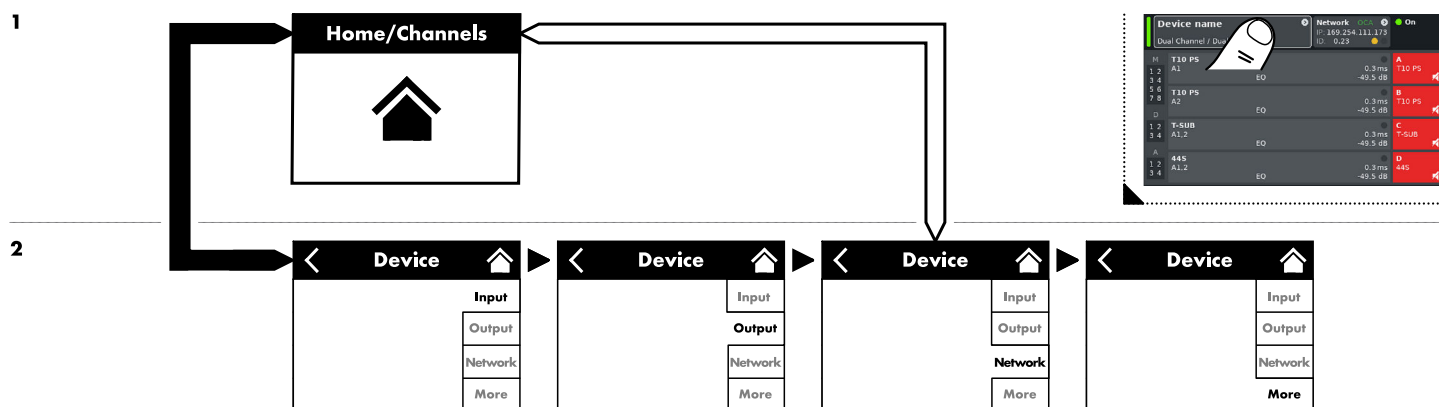 1
Home/Channels
Device name
Dual Channel / Dua
Network OCA
IP: 169.254.111.173
ID: 0.23
On
M
1 2
3 4
5 6
7 8
D
1 2
3 4
A
1 2
3 4
T10 PS
A1
EQ
0.3 ms
-49.5 dB
A
T10 PS
T10 PS
A2
EQ
0.3 ms
-49.5 dB
B
T10 PS
T-SUB
A1,2
EQ
0.3 ms
-49.5 dB
C
T-SUB
44S
A1,2
EQ
0.3 ms
-49.5 dB
D
44S
2
Device
Input
Output
Network
More
Device
Input
Output
Network
More
Device
Input
Output
Network
More
Device
Input
Output
Network
More